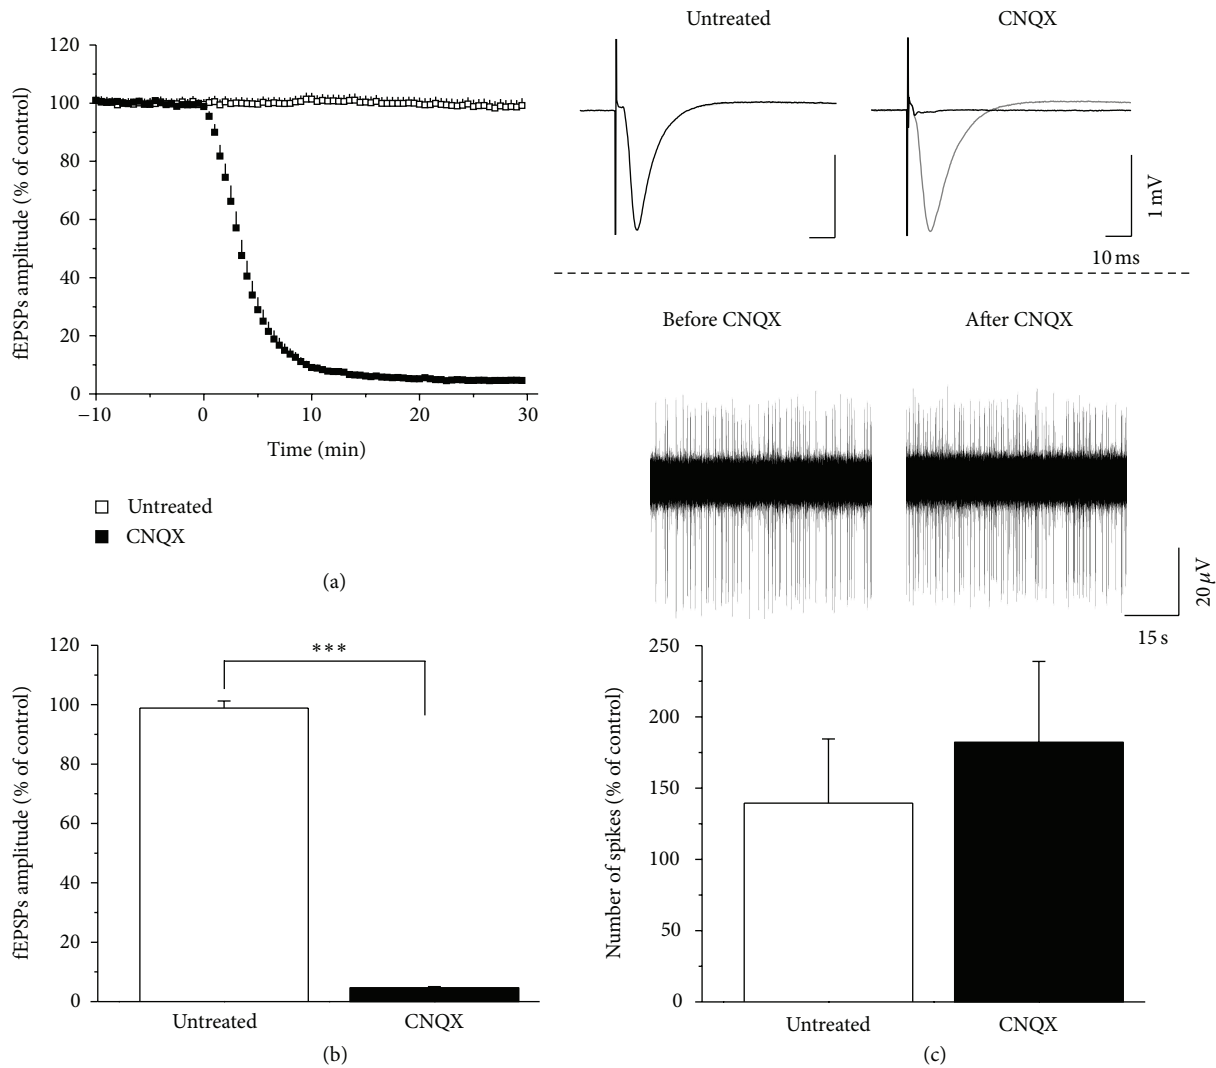 120
100
80
60
40
20
0
fEPSPs amplitude (% of control)
−10
0
10
20
30
Time (min)
Untreated
CNQX
(a)
Untreated
CNQX
1 mV
10 ms
Before CNQX
After CNQX
20 μV
15 s
120
100
80
60
40
20
0
fEPSPs amplitude (% of control)
***
Untreated
CNQX
(b)
250
200
150
100
50
0
Number of spikes (% of control)
Untreated
CNQX
(c)